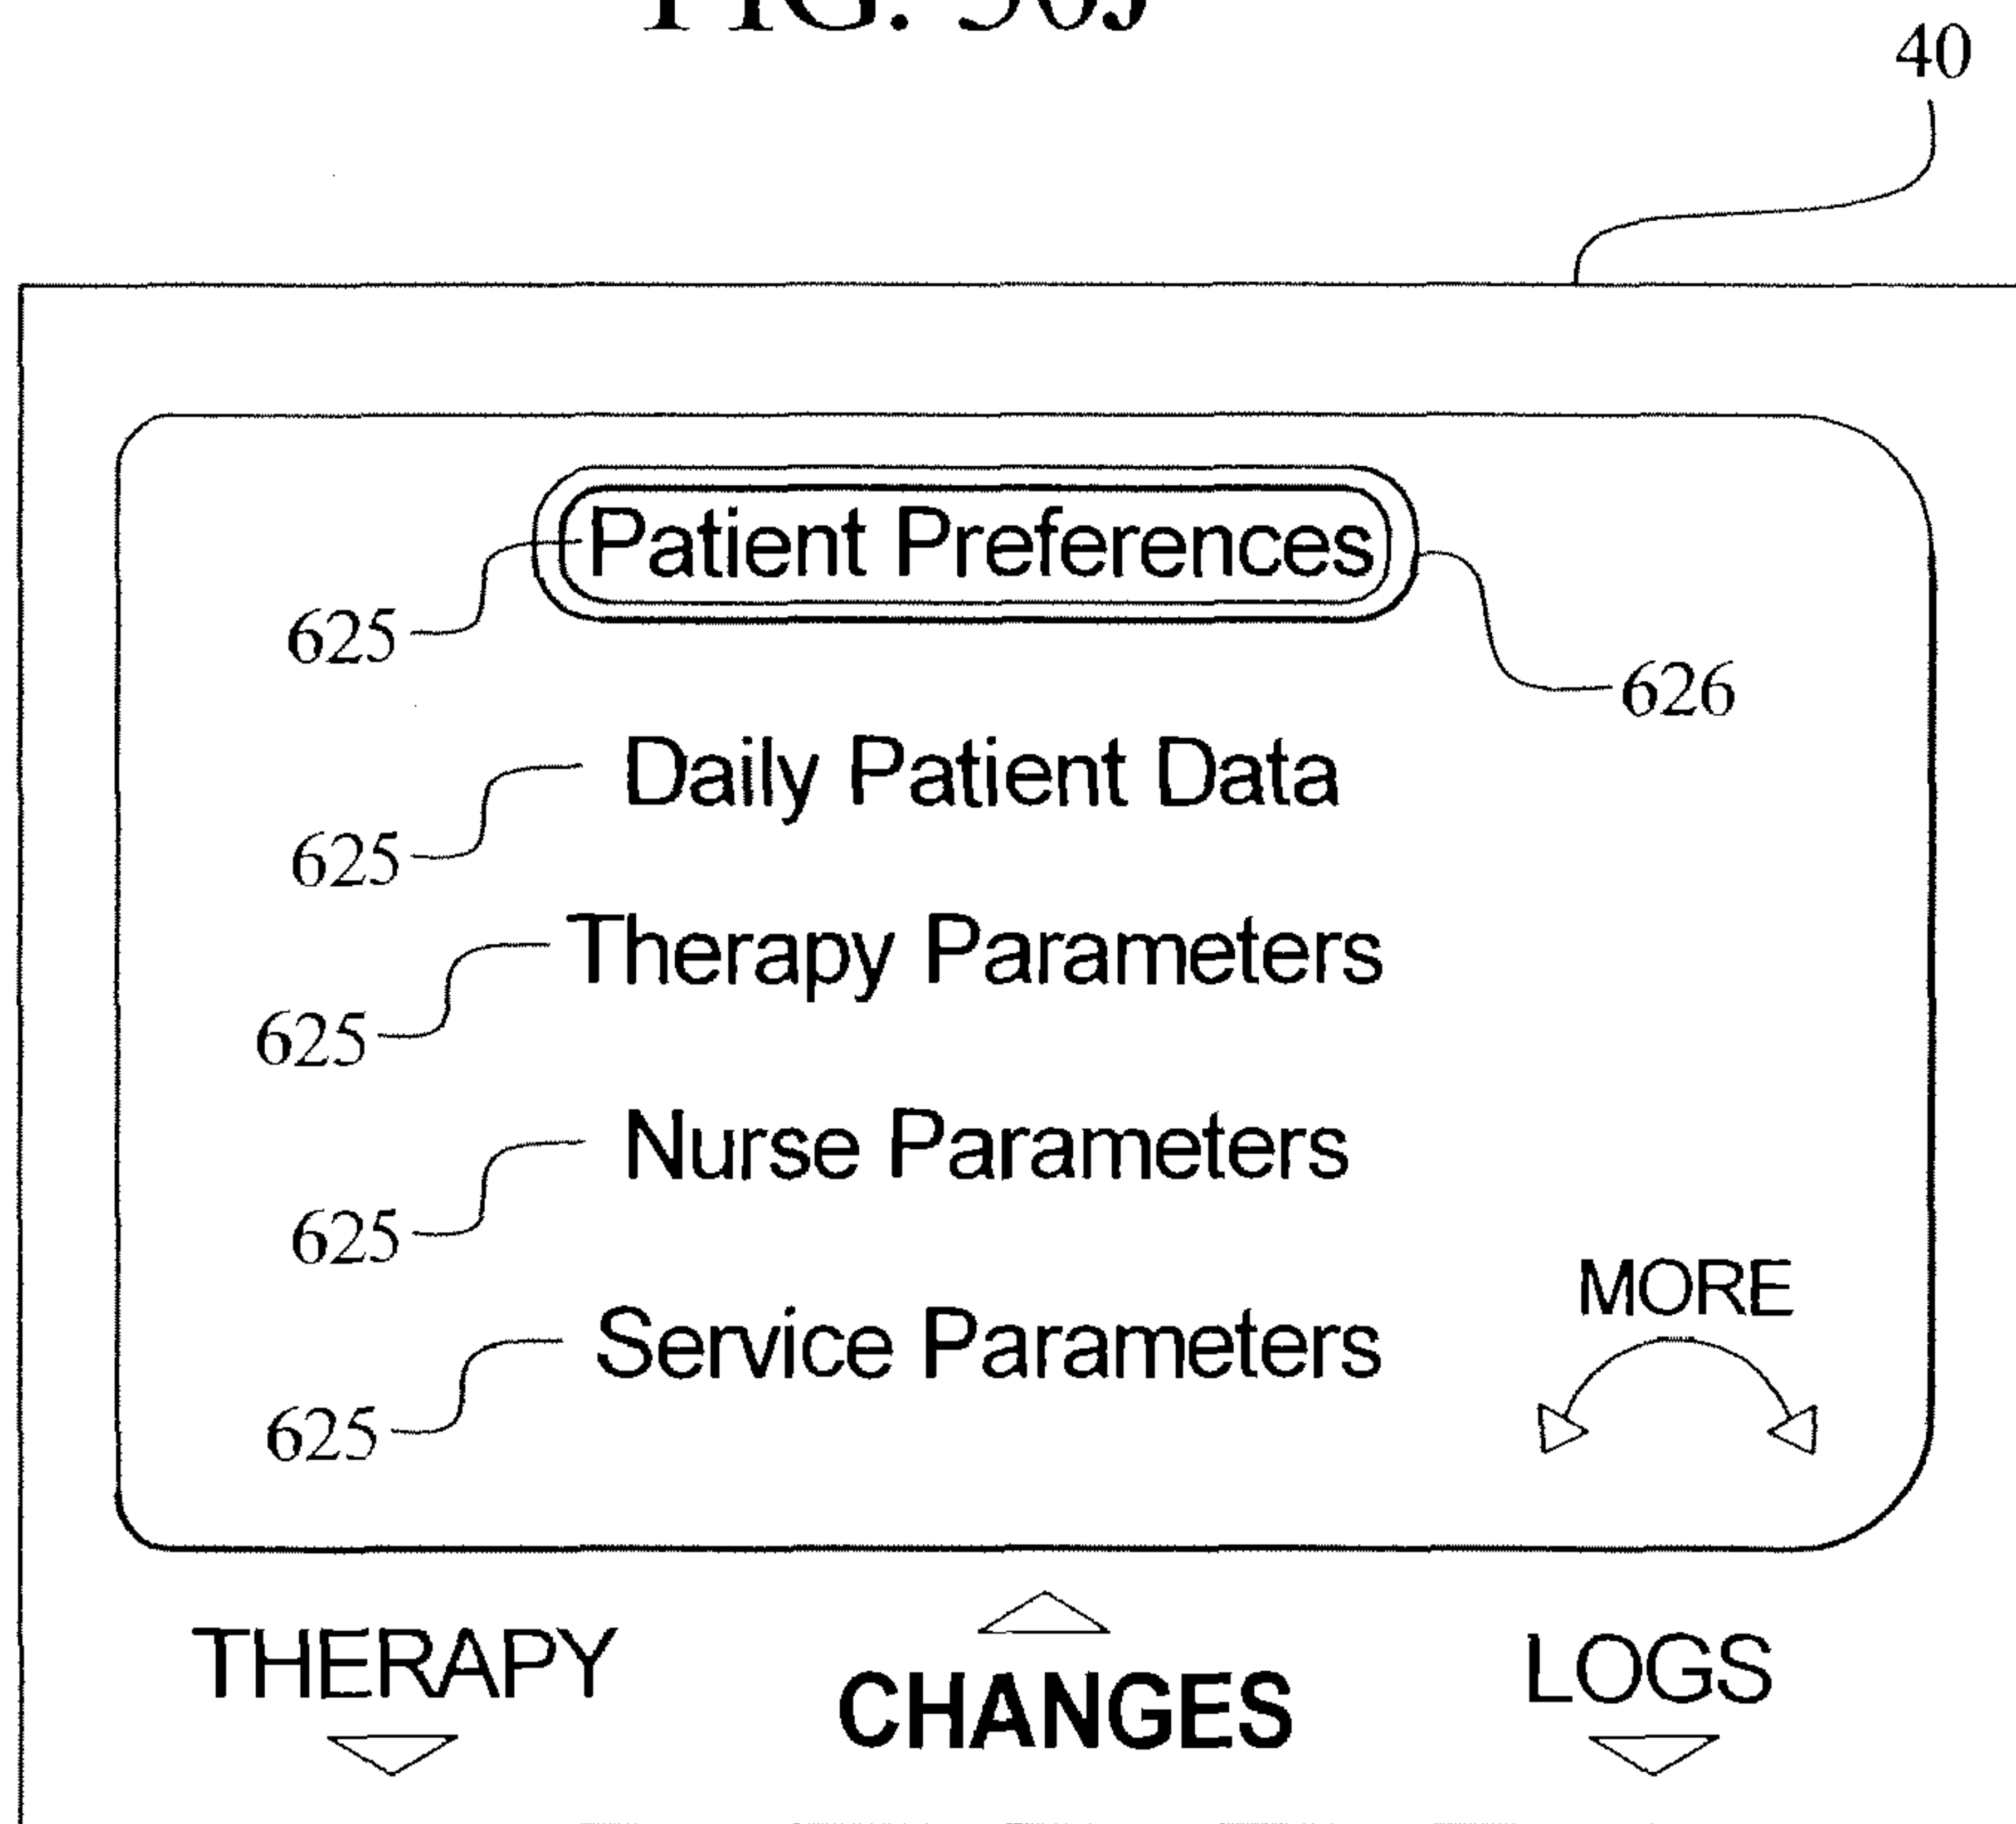 40
Patient Preferences
625
626
Daily Patient Data
625
Therapy Parameters
625
Nurse Parameters
625
MORE
Service Parameters
625
THERAPY
CHANGES
LOGS